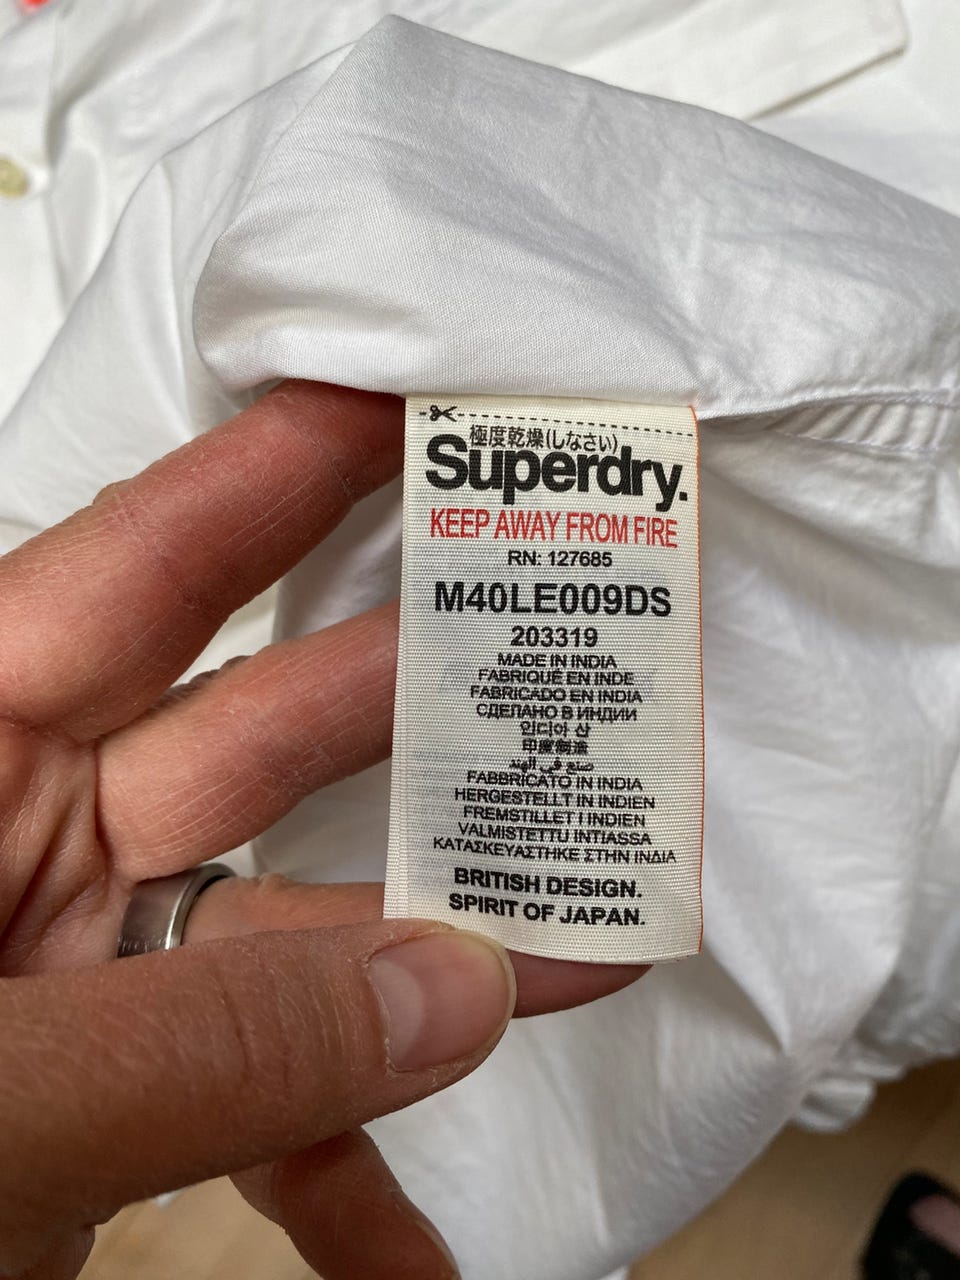 極度乾燥(しなさい)
Superdry.
KEEP AWAY FROM FIRE
RN: 127685
M40LE009DS
203319
MADE IN INDIA
FABRIQUÉ EN INDE
FABRICADO EN INDIA
СДЕЛАНО В ИНДИИ
인디아 산
印度制造
صنع في الهند
FABBRICATO IN INDIA
HERGESTELLT IN INDIEN
FREMSTILLET I INDIEN
VALMISTETTU INTIASSA
ΚΑΤΑΣΚΕΥΑΣΤΗΚΕ ΣΤΗΝ ΙΝΔΙΑ
BRITISH DESIGN.
SPIRIT OF JAPAN.